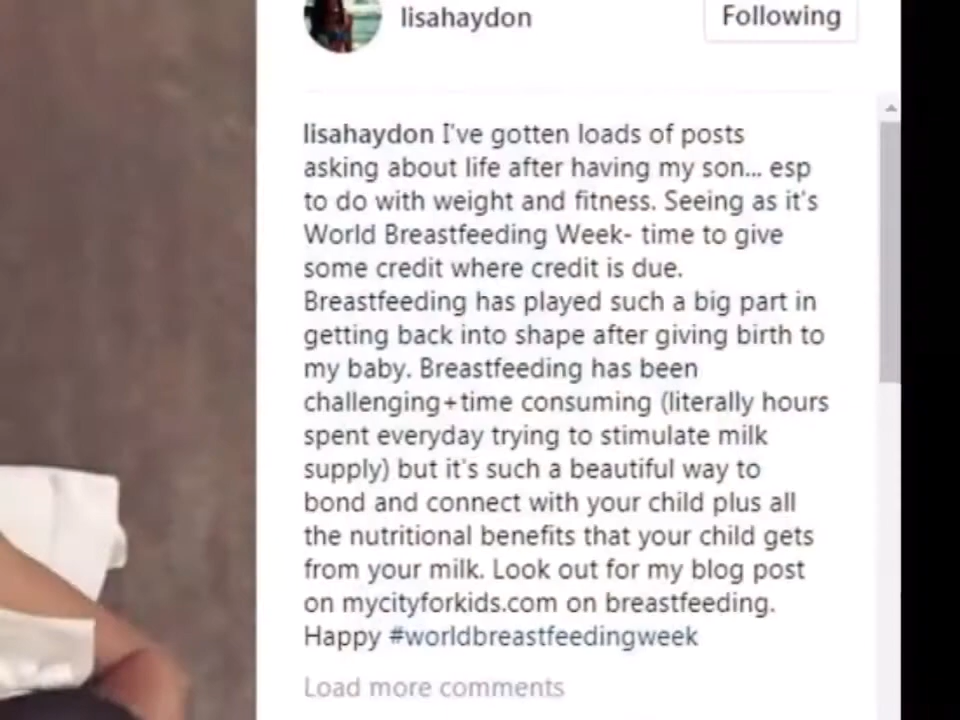 lisahaydon
Following
lisahaydon I've gotten loads of posts
asking about life after having my son... esp
to do with weight and fitness. Seeing as it's
World Breastfeeding Week- time to give
some credit where credit is due.
Breastfeeding has played such a big part in
getting back into shape after giving birth to
my baby. Breastfeeding has been
challenging+time consuming (literally hours
spent everyday trying to stimulate milk
supply) but it's such a beautiful way to
bond and connect with your child plus all
the nutritional benefits that your child gets
from your milk. Look out for my blog post
on mycityforkids.com on breastfeeding.
Happy #worldbreastfeedingweek
Load more comments